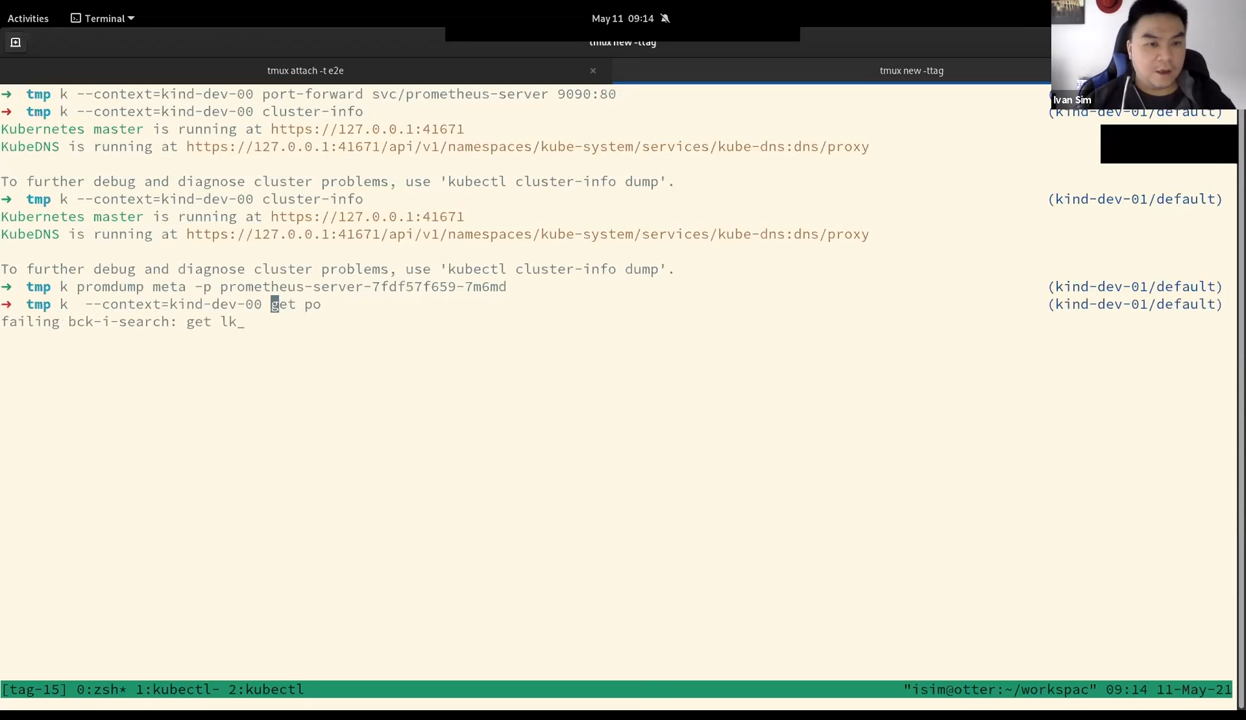 Activities Terminal May 11 09:14
tmux new -ttag
tmux attach -t e2e × tmux new -ttag
Ivan Sim
➜ tmp k --context=kind-dev-00 port-forward svc/prometheus-server 9090:80
➜ tmp k --context=kind-dev-00 cluster-info (kind-dev-01/default)
Kubernetes master is running at https://127.0.0.1:41671
KubeDNS is running at https://127.0.0.1:41671/api/v1/namespaces/kube-system/services/kube-dns:dns/proxy
To further debug and diagnose cluster problems, use 'kubectl cluster-info dump'.
➜ tmp k --context=kind-dev-00 cluster-info (kind-dev-01/default)
Kubernetes master is running at https://127.0.0.1:41671
KubeDNS is running at https://127.0.0.1:41671/api/v1/namespaces/kube-system/services/kube-dns:dns/proxy
To further debug and diagnose cluster problems, use 'kubectl cluster-info dump'.
➜ tmp k promdump meta -p prometheus-server-7fdf57f659-7m6md (kind-dev-01/default)
➜ tmp k  --context=kind-dev-00 get po (kind-dev-01/default)
failing bck-i-search: get lk_
[tag-15] 0:zsh* 1:kubectl- 2:kubectl "isim@otter:~/workspac" 09:14 11-May-21